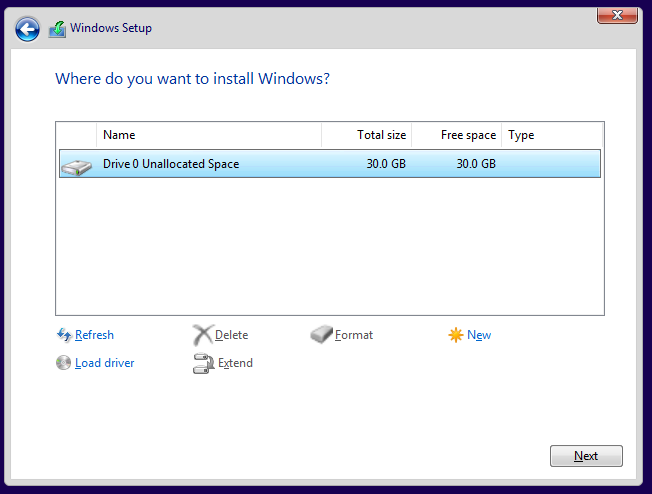 Windows Setup
Where do you want to install Windows?
Name Total size Free space Type
Drive 0 Unallocated Space 30.0 GB 30.0 GB
Refresh Delete Format New
Load driver Extend
Next